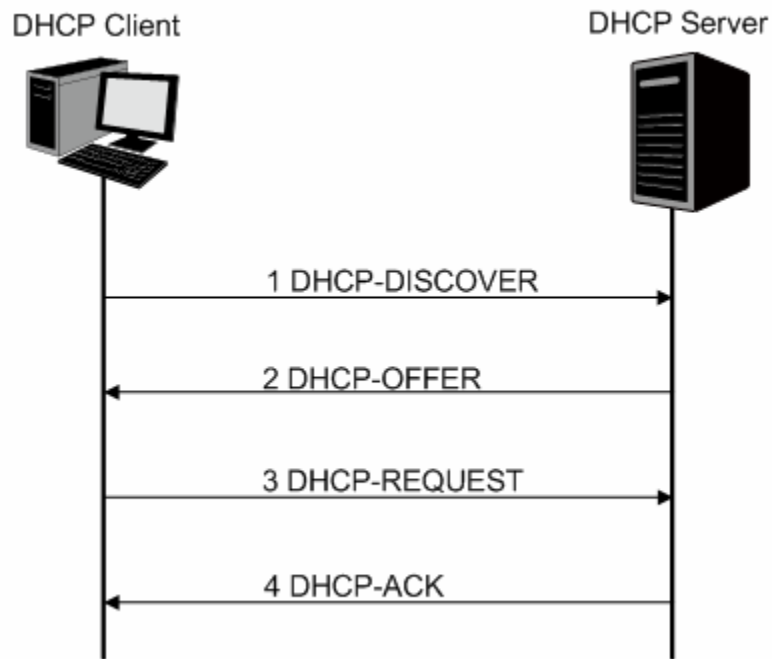 DHCP Client
DHCP Server
1 DHCP-DISCOVER
2 DHCP-OFFER
3 DHCP-REQUEST
4 DHCP-ACK